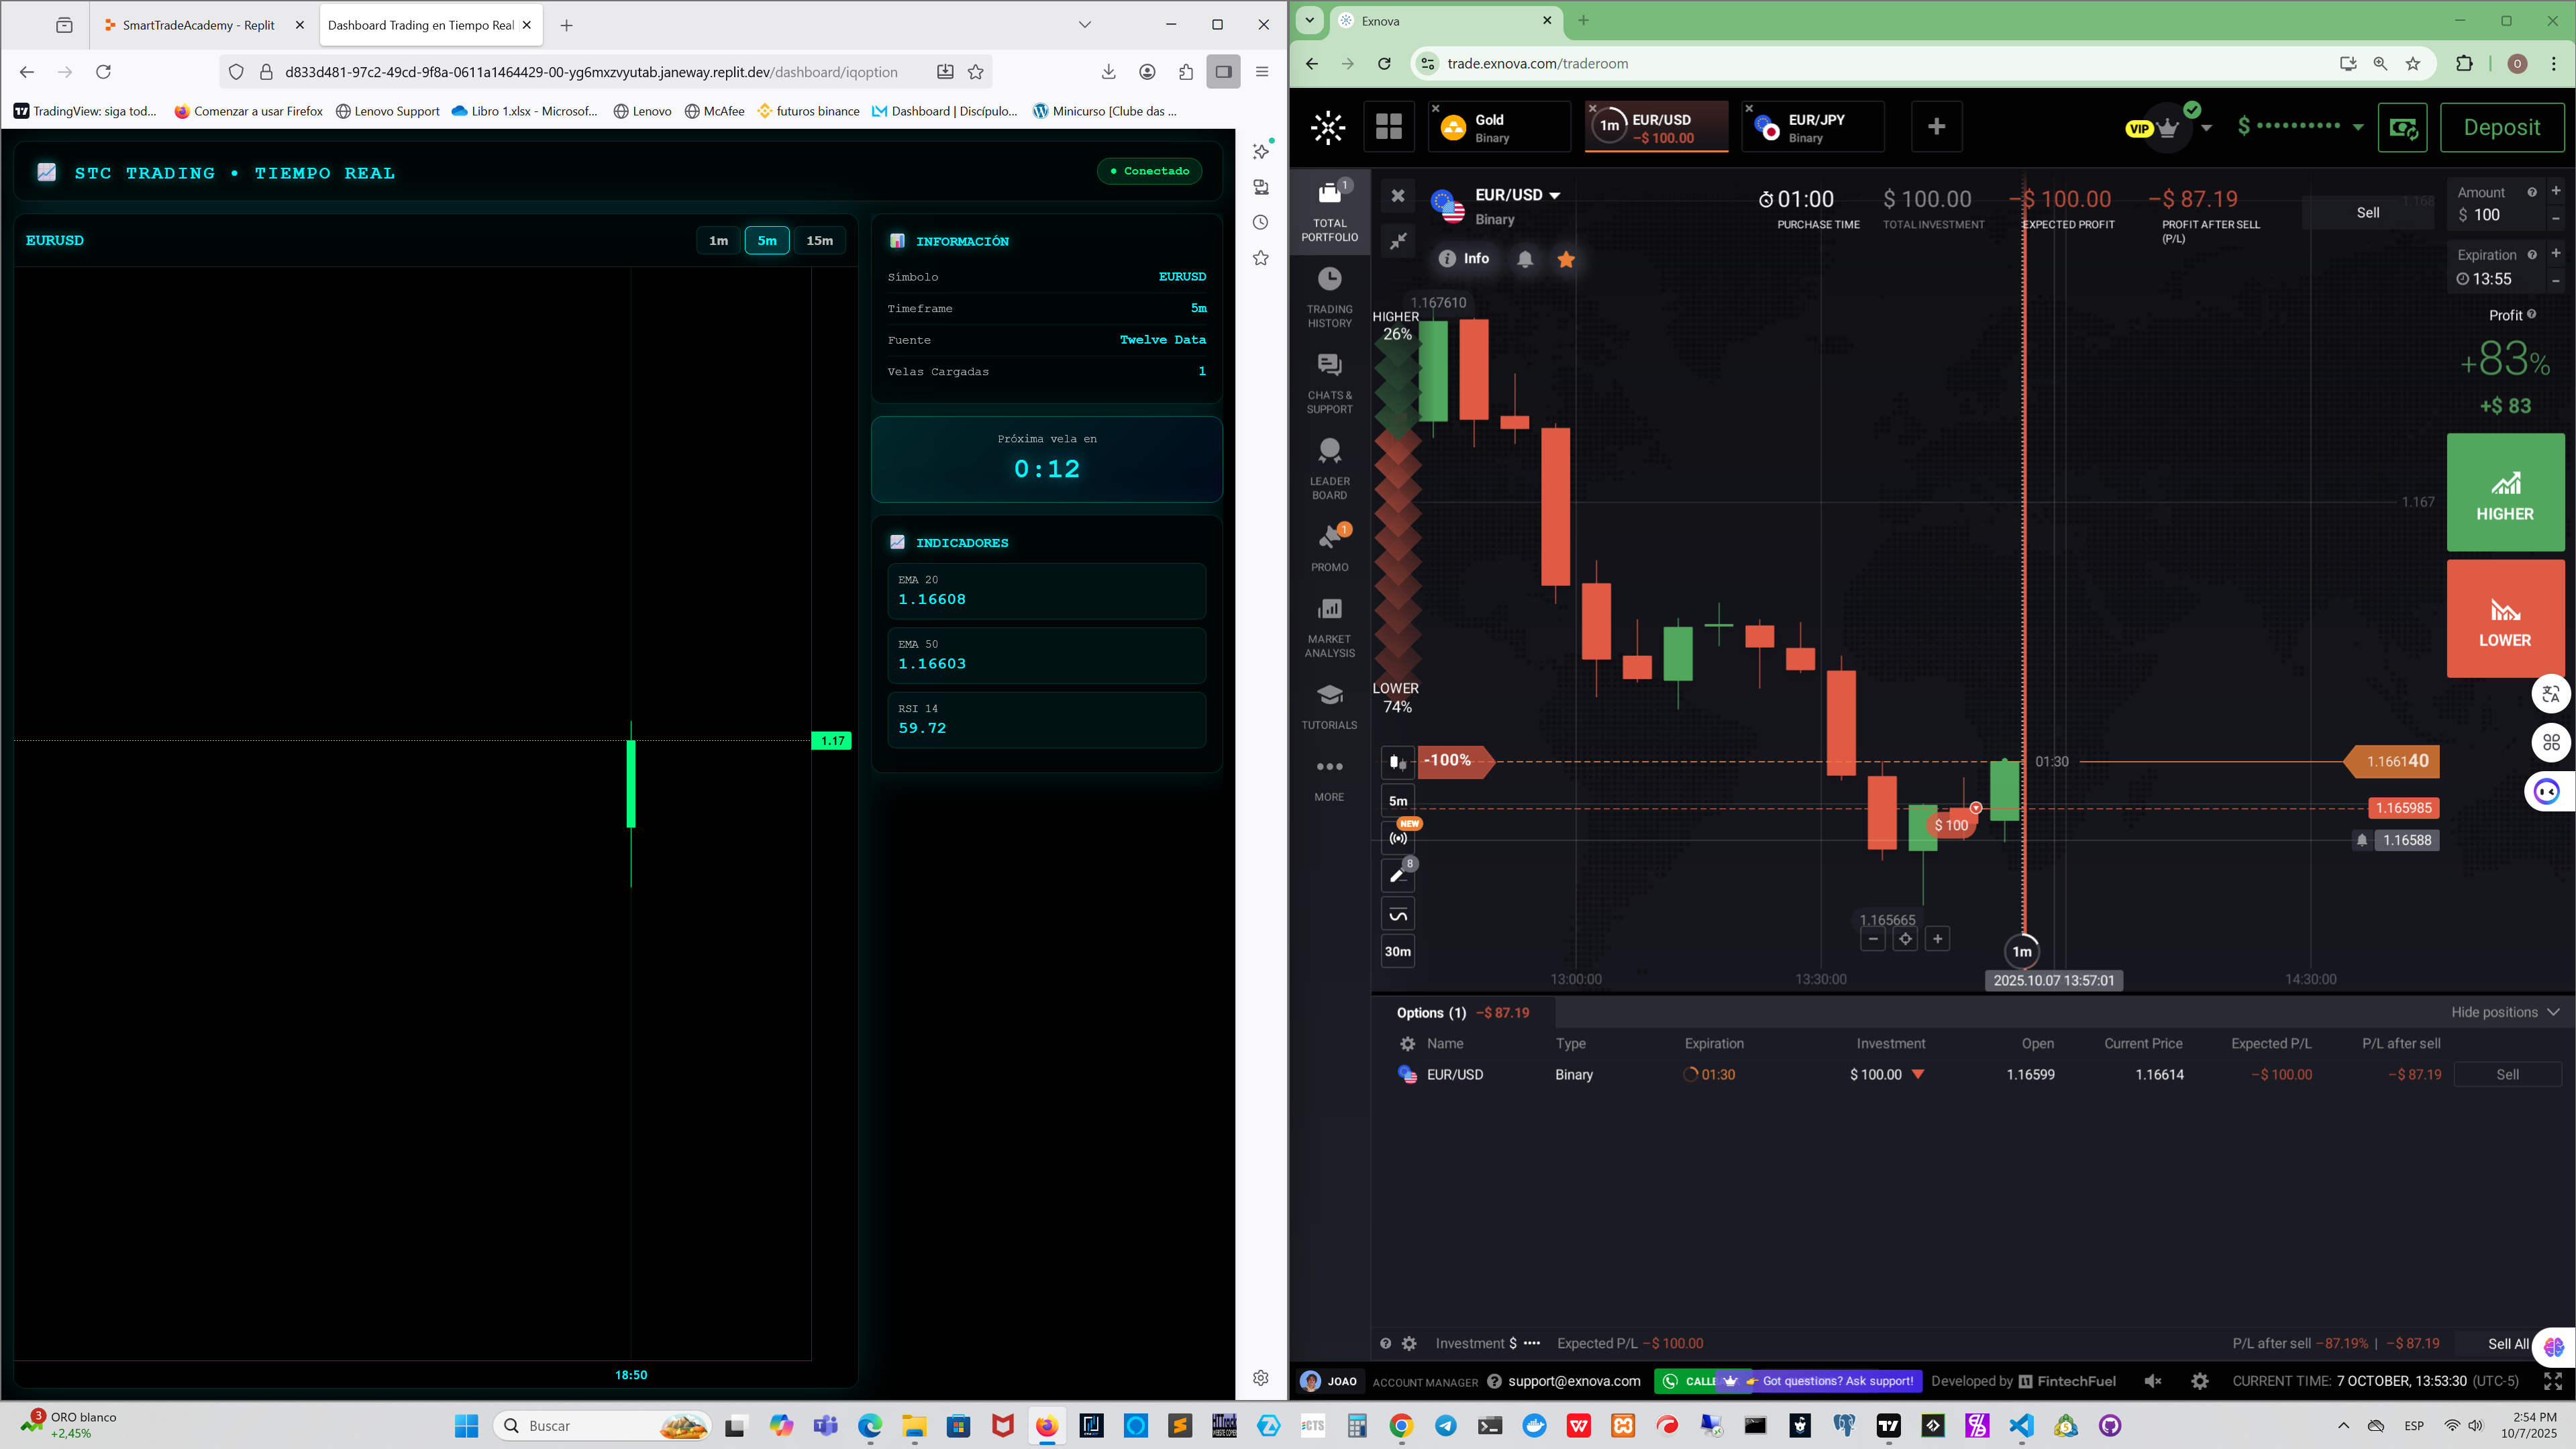 SmartTradeAcademy - Replit
Dashboard Trading en Tiempo Real
d833d481-97c2-49cd-9f8a-0611a1464429-00-yg6mxzvyutab.janeway.replit.dev/dashboard/iqoption
TradingView: siga tod...
Comenzar a usar Firefox
Lenovo Support
Libro 1.xlsx - Microsof...
Lenovo
McAfee
futuros binance
Dashboard | Discípulo...
Minicurso [Clube das ...
STC TRADING • TIEMPO REAL
● Conectado
EURUSD
1m
5m
15m
1.17
18:50
INFORMACIÓN
Símbolo EURUSD
Timeframe 5m
Fuente Twelve Data
Velas Cargadas 1
Próxima vela en
0:12
INDICADORES
EMA 20
1.16608
EMA 50
1.16603
RSI 14
59.72
Exnova
trade.exnova.com/traderoom
O
Gold
Binary
1m
EUR/USD
−$ 100.00
EUR/JPY
Binary
VIP
$ ••••••••••
Deposit
1
TOTAL
PORTFOLIO
TRADING
HISTORY
CHATS &
SUPPORT
LEADER
BOARD
1
PROMO
MARKET
ANALYSIS
TUTORIALS
MORE
EUR/USD
Binary
Info
01:00
PURCHASE TIME
$ 100.00
TOTAL INVESTMENT
−$ 100.00
EXPECTED PROFIT
−$ 87.19
PROFIT AFTER SELL
(P/L)
Sell
1.168
1.167610
HIGHER
26%
LOWER
74%
1.167
-100%
5m
NEW
8
30m
$ 100
01:30
1.166140
1.165985
1.16588
1.165665
1m
13:00:00
13:30:00
2025.10.07 13:57:01
14:30:00
Amount
$ 100
Expiration
13:55
Profit
+83%
+$ 83
HIGHER
LOWER
Options (1) −$ 87.19
Hide positions
Name Type Expiration Investment Open Current Price Expected P/L P/L after sell
EUR/USD Binary 01:30 $ 100.00 1.16599 1.16614 −$ 100.00 −$ 87.19 Sell
Investment $ •••• Expected P/L −$ 100.00
P/L after sell −87.19% | −$ 87.19
Sell All
JOAO
ACCOUNT MANAGER
support@exnova.com
CALLE
Got questions? Ask support!
Developed by FintechFuel
CURRENT TIME: 7 OCTOBER, 13:53:30 (UTC-5)
3
ORO blanco
+2,45%
Buscar
CTS
ESP
2:54 PM
10/7/2025